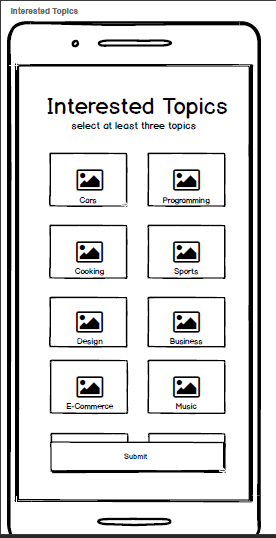 Interested Topics
Interested Topics
select at least three topics
Cars
Programming
Cooking
Sports
Design
Business
E-Commerce
Music
Submit